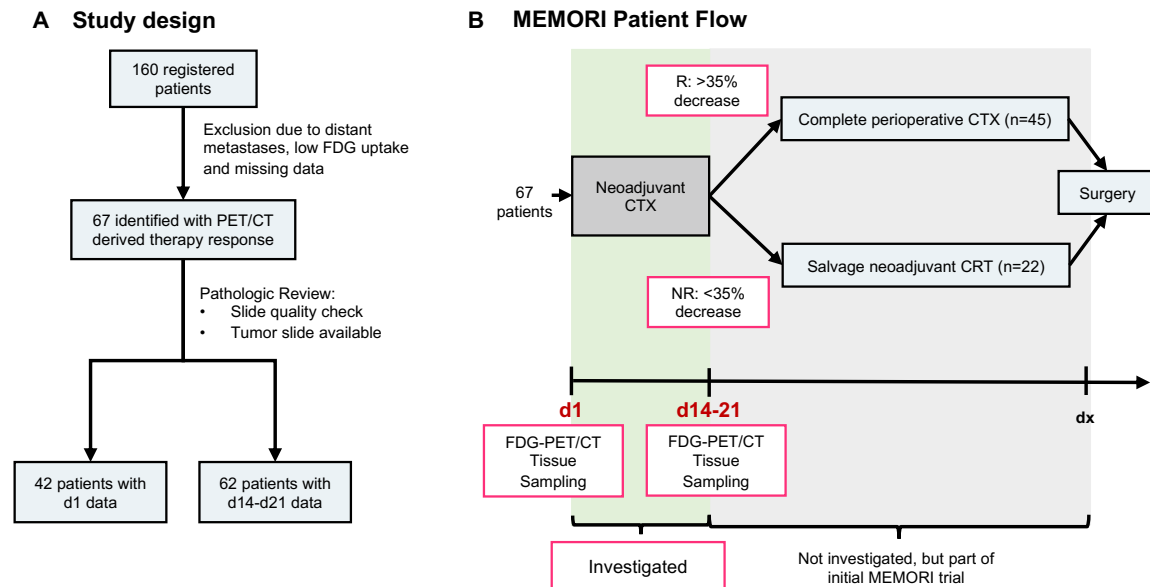 A Study design
160 registered
patients
Exclusion due to distant
metastases, low FDG uptake
and missing data
67 identified with PET/CT
derived therapy response
Pathologic Review:
• Slide quality check
• Tumor slide available
42 patients with
d1 data
62 patients with
d14-d21 data
B MEMORI Patient Flow
R: >35%
decrease
Complete perioperative CTX (n=45)
67
patients
Neoadjuvant
CTX
Surgery
Salvage neoadjuvant CRT (n=22)
NR: <35%
decrease
d1
d14-21
dx
FDG-PET/CT
Tissue
Sampling
FDG-PET/CT
Tissue
Sampling
Investigated
Not investigated, but part of
initial MEMORI trial